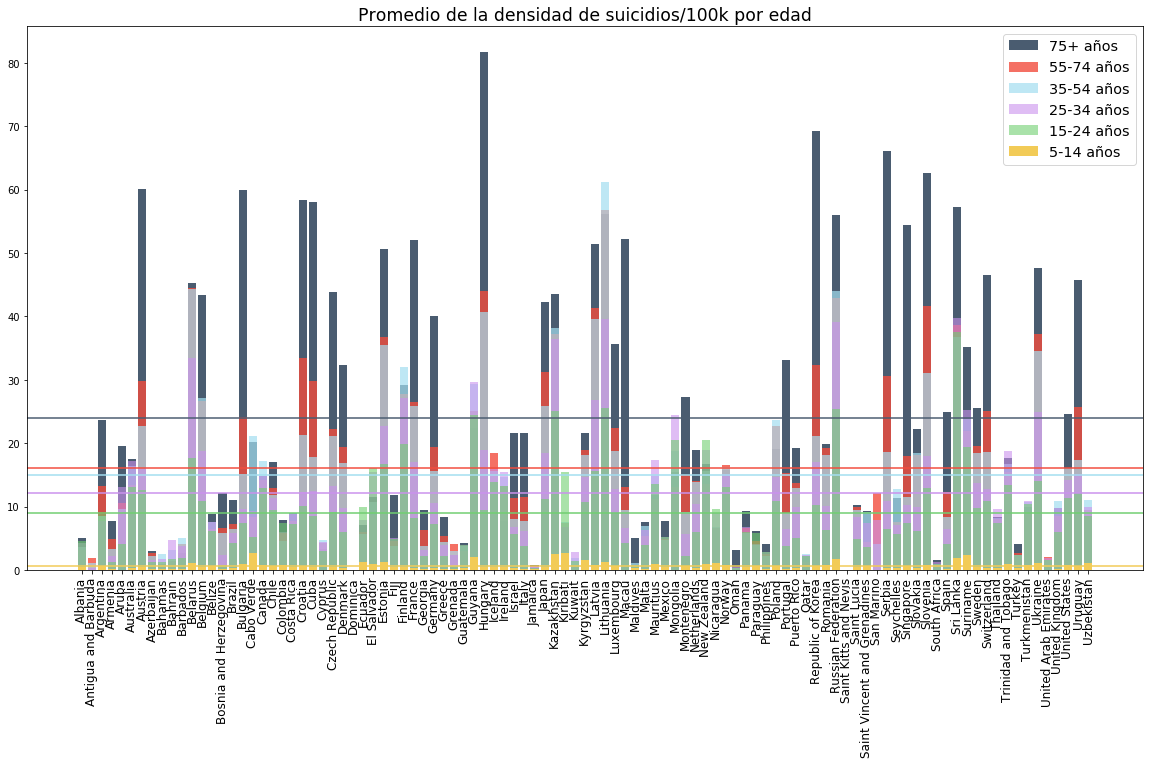 Promedio de la densidad de suicidios/100k por edad
75+ años
55-74 años
35-54 años
25-34 años
15-24 años
5-14 años
80
70
60
50
40
30
20
10
0
Albania
Antigua and Barbuda
Argentina
Armenia
Aruba
Australia
Austria
Azerbaijan
Bahamas
Bahrain
Barbados
Belarus
Belgium
Belize
Bosnia and Herzegovina
Brazil
Bulgaria
Cabo Verde
Canada
Chile
Colombia
Costa Rica
Croatia
Cuba
Cyprus
Czech Republic
Denmark
Dominica
Ecuador
El Salvador
Estonia
Fiji
Finland
France
Georgia
Germany
Greece
Grenada
Guatemala
Guyana
Hungary
Iceland
Ireland
Israel
Italy
Jamaica
Japan
Kazakhstan
Kiribati
Kuwait
Kyrgyzstan
Latvia
Lithuania
Luxembourg
Macau
Maldives
Malta
Mauritius
Mexico
Mongolia
Montenegro
Netherlands
New Zealand
Nicaragua
Norway
Oman
Panama
Paraguay
Philippines
Poland
Portugal
Puerto Rico
Qatar
Republic of Korea
Romania
Russian Federation
Saint Kitts and Nevis
Saint Lucia
Saint Vincent and Grenadines
San Marino
Serbia
Seychelles
Singapore
Slovakia
Slovenia
South Africa
Spain
Sri Lanka
Suriname
Sweden
Switzerland
Thailand
Trinidad and Tobago
Turkey
Turkmenistan
Ukraine
United Arab Emirates
United Kingdom
United States
Uruguay
Uzbekistan